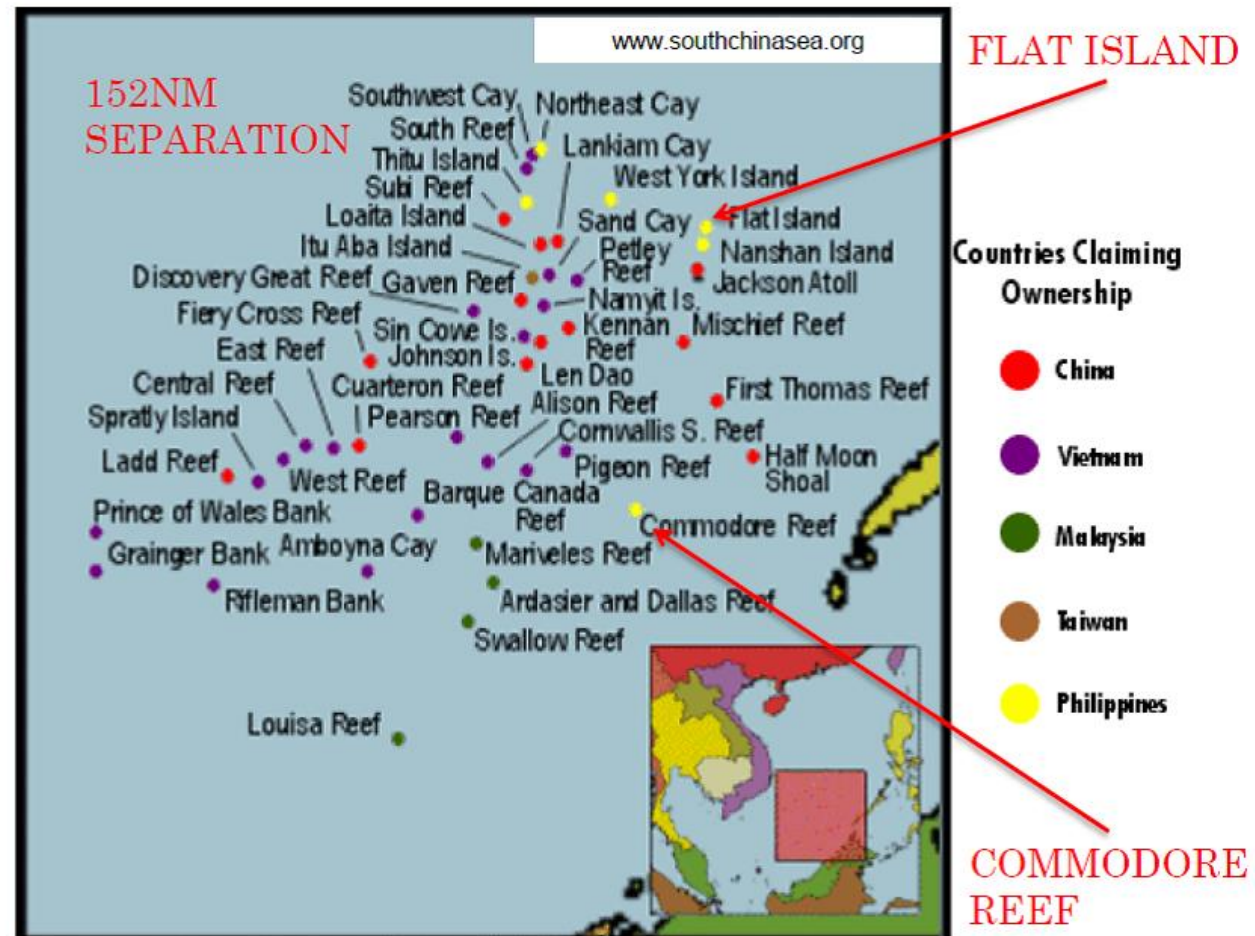 www.southchinasea.org
FLAT ISLAND
152NM
SEPARATION
Southwest Cay
Northeast Cay
South Reef
Lankiam Cay
Thitu Island
West York Island
Subi Reef
Loaita Island
Sand Cay
Flat Island
Itu Aba Island
Petley
Reef
Nanshan Island
Discovery Great Reef
Gaven Reef
Jackson Atoll
Namyit Is.
Fiery Cross Reef
Sin Cowe Is.
Kennan
Reef
Mischief Reef
East Reef
Johnson Is.
Len Dao
Central Reef
Cuarteron Reef
First Thomas Reef
Spratly Island
Pearson Reef
Alison Reef
Cornwallis S. Reef
Ladd Reef
West Reef
Pigeon Reef
Half Moon
Shoal
Barque Canada
Reef
Prince of Wales Bank
Commodore Reef
Grainger Bank
Amboyna Cay
Mariveles Reef
Rifleman Bank
Ardasier and Dallas Reef
Swallow Reef
Louisa Reef
Countries Claiming
Ownership
China
Vietnam
Malaysia
Taiwan
Philippines
COMMODORE
REEF